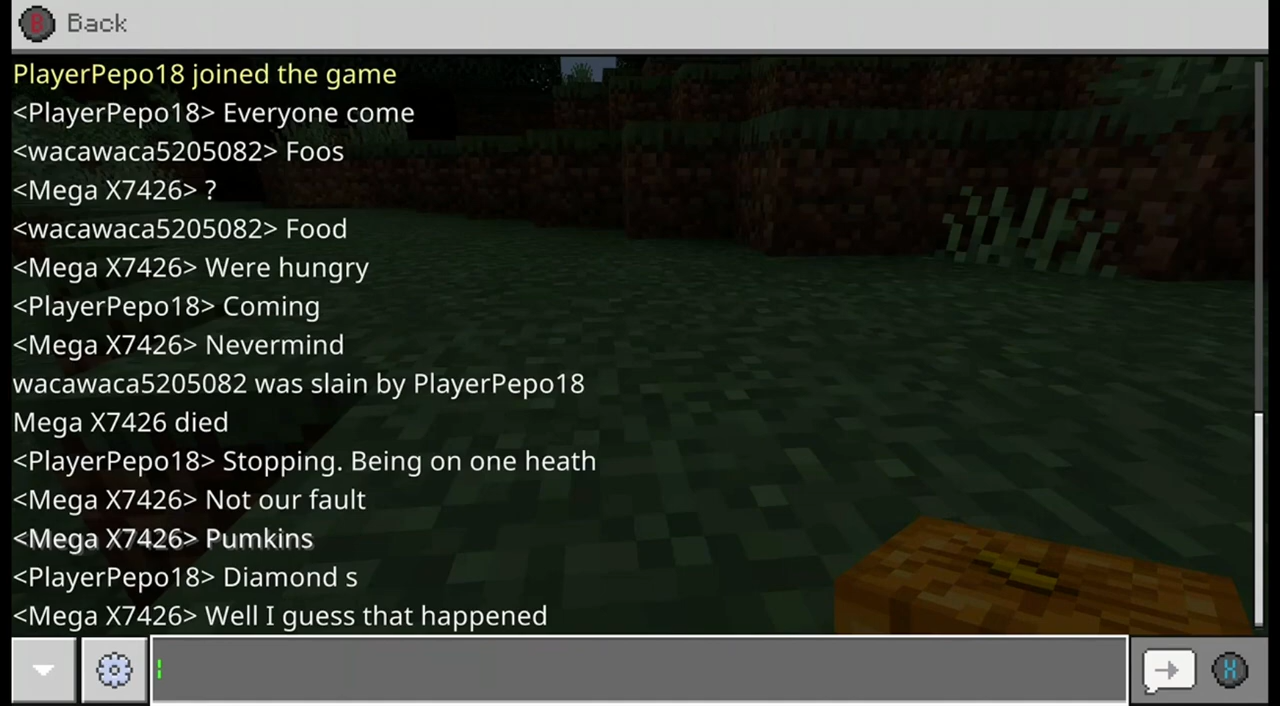 B Back
PlayerPepo18 joined the game
<PlayerPepo18> Everyone come
<wacawaca5205082> Foos
<Mega X7426> ?
<wacawaca5205082> Food
<Mega X7426> Were hungry
<PlayerPepo18> Coming
<Mega X7426> Nevermind
wacawaca5205082 was slain by PlayerPepo18
Mega X7426 died
<PlayerPepo18> Stopping. Being on one heath
<Mega X7426> Not our fault
<Mega X7426> Pumkins
<PlayerPepo18> Diamond s
<Mega X7426> Well I guess that happened
X